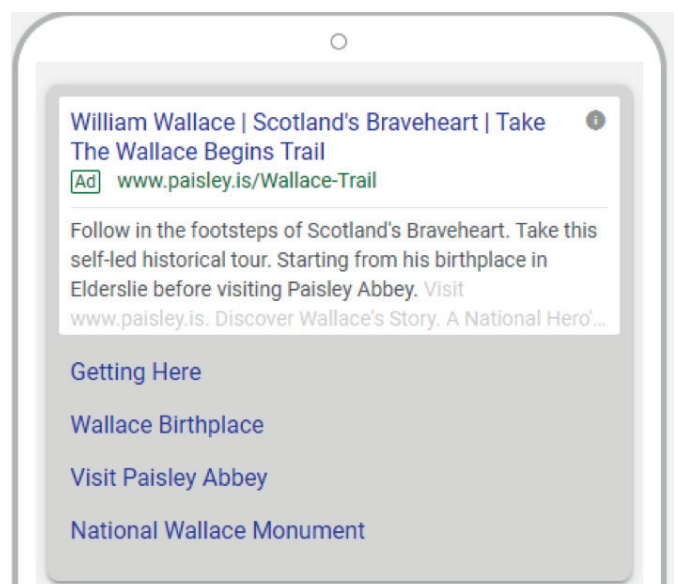 William Wallace | Scotland's Braveheart | Take
The Wallace Begins Trail
Ad www.paisley.is/Wallace-Trail
Follow in the footsteps of Scotland's Braveheart. Take this
self-led historical tour. Starting from his birthplace in
Elderslie before visiting Paisley Abbey. Visit
www.paisley.is. Discover Wallace's Story. A National Hero'...
Getting Here
Wallace Birthplace
Visit Paisley Abbey
National Wallace Monument